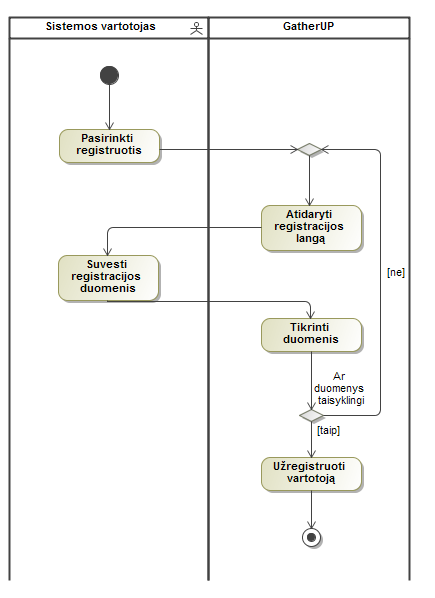 Sistemos vartotojas
GatherUP
Pasirinkti
registruotis
Atidaryti
registracijos
langą
Suvesti
registracijos
duomenis
[ne]
Tikrinti
duomenis
Ar
duomenys
taisyklingi
[taip]
Užregistruoti
vartotoją